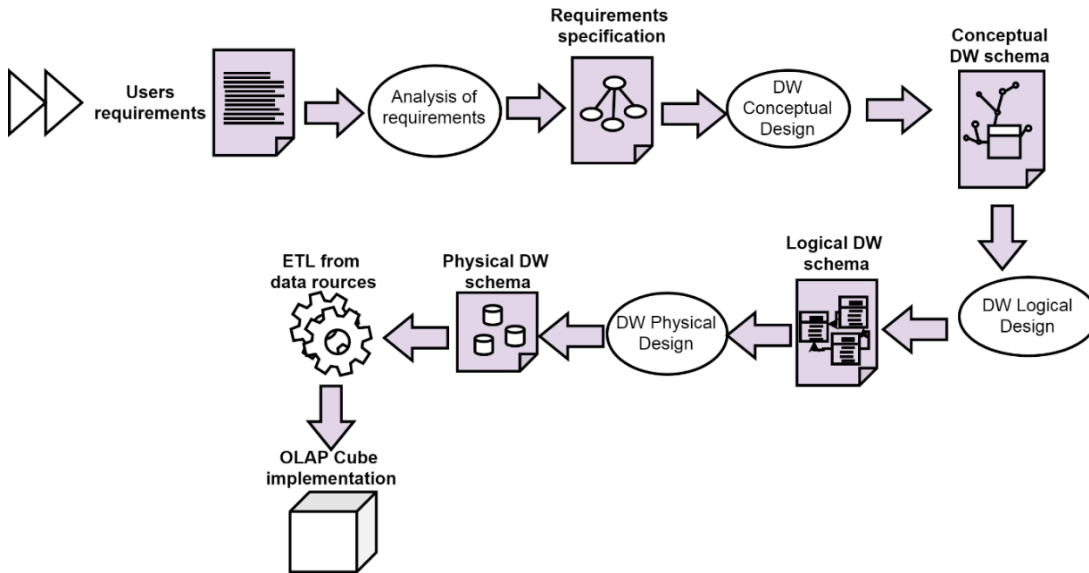 Users
requirements
Analysis of
requirements
Requirements
specification
DW
Conceptual
Design
Conceptual
DW schema
DW Logical
Design
Logical DW
schema
DW Physical
Design
Physical DW
schema
ETL from
data rources
OLAP Cube
implementation